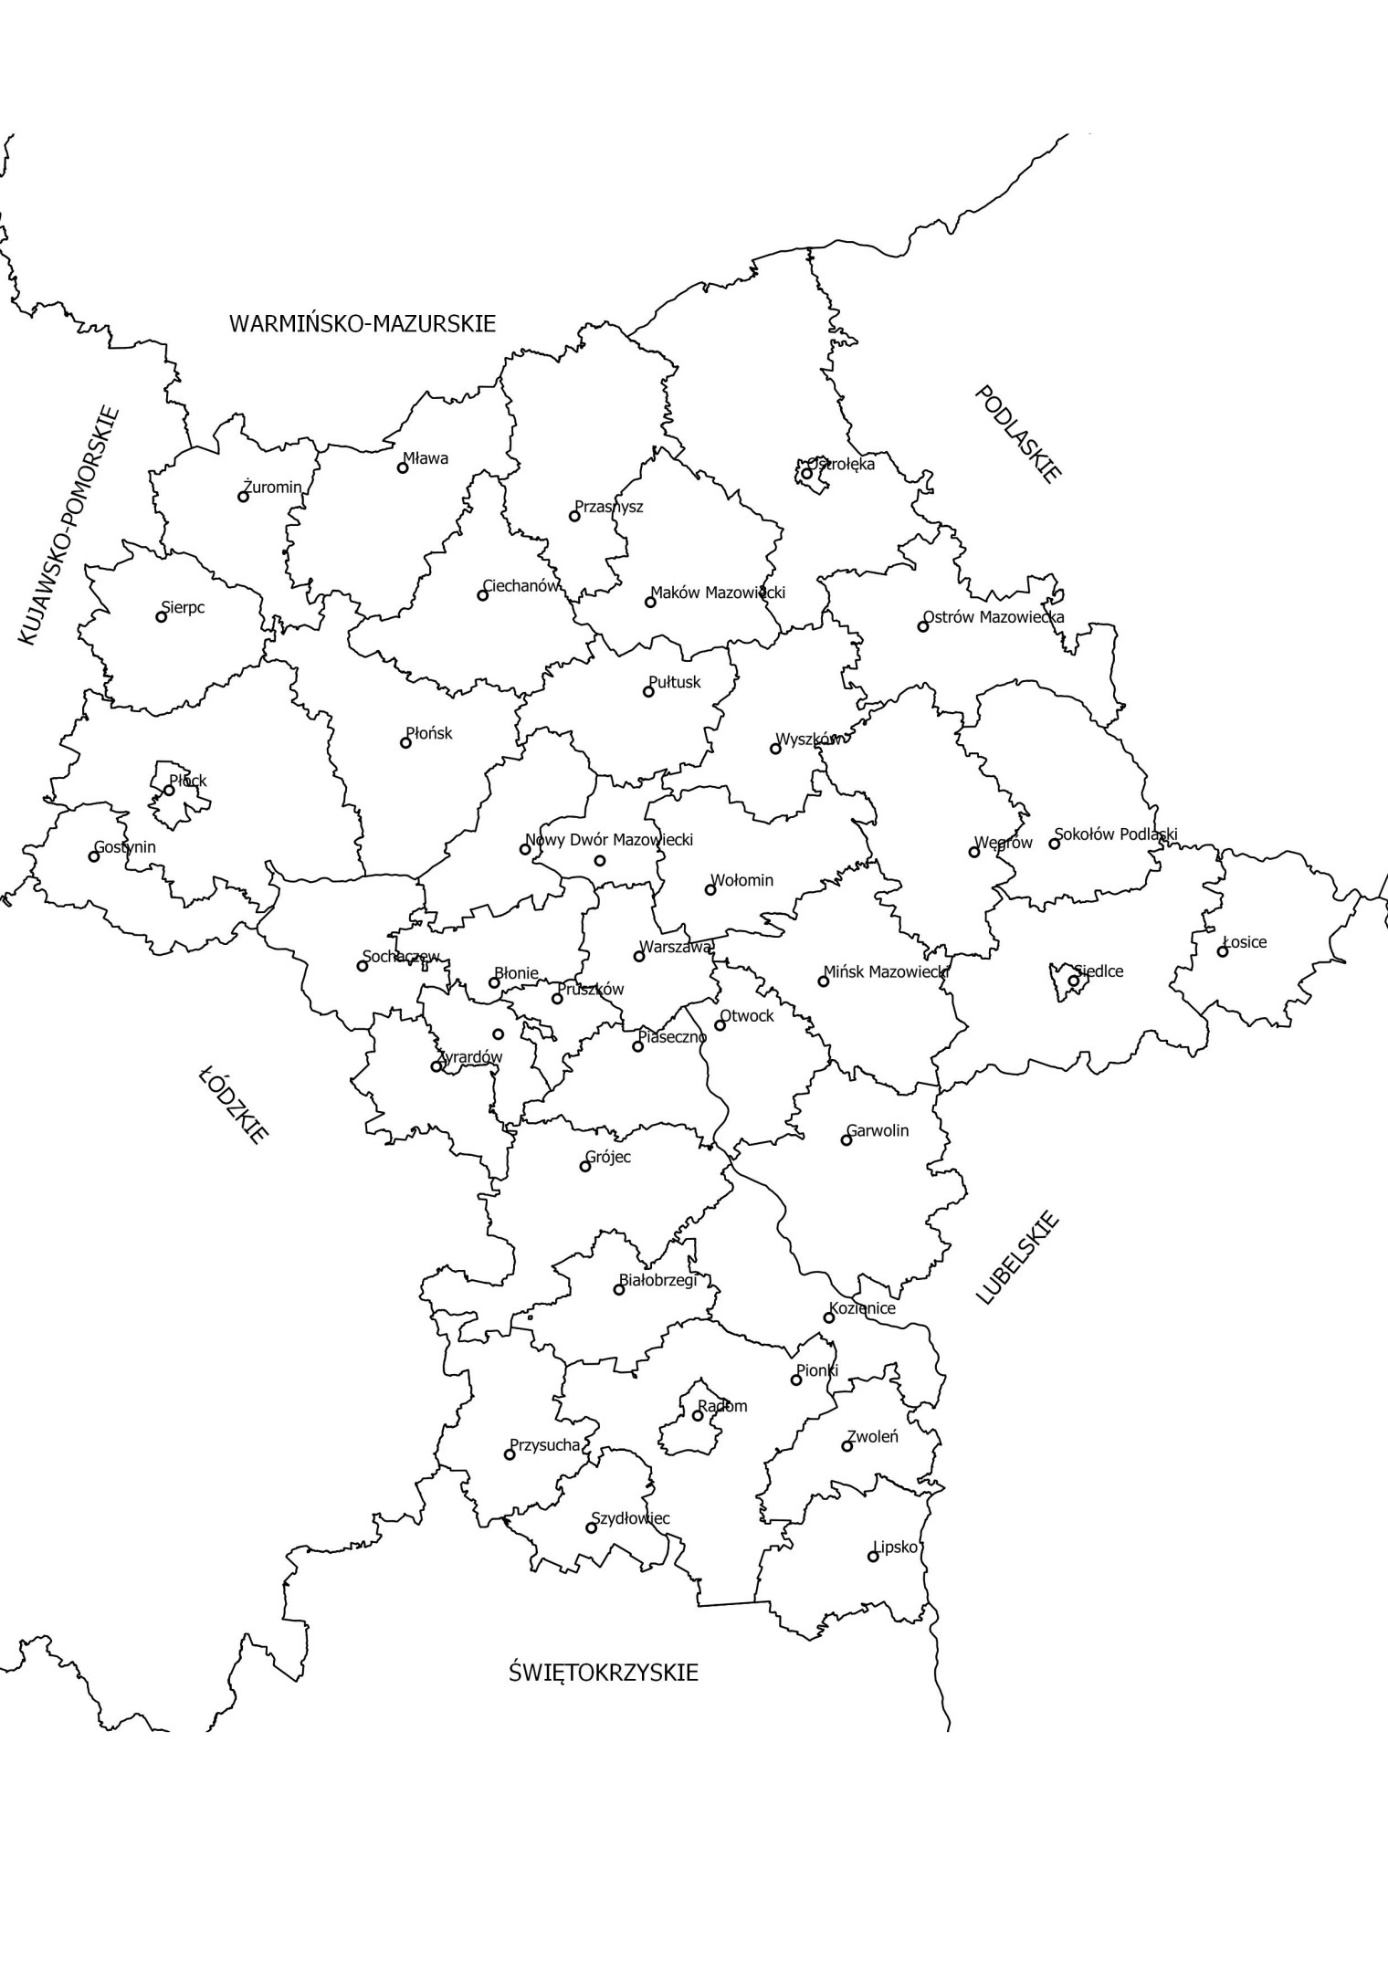 WARMIŃSKO-MAZURSKIE
PODLASKIE
KUJAWSKO-POMORSKIE
Mława
Ostrołęka
Żuromin
Przasnysz
Ciechanów
Maków Mazowiecki
Sierpc
Ostrów Mazowiecka
Pułtusk
Płońsk
Wyszków
Płock
Sokołów Podlaski
Nowy Dwór Mazowiecki
Węgrów
Gostynin
Wołomin
Łosice
Warszawa
Sochaczew
Mińsk Mazowiecki
Siedlce
Błonie
Pruszków
Otwock
Piaseczno
Żyrardów
ŁÓDZKIE
Garwolin
Grójec
LUBELSKIE
Białobrzegi
Kozienice
Pionki
Radom
Zwoleń
Przysucha
Szydłowiec
Lipsko
ŚWIĘTOKRZYSKIE